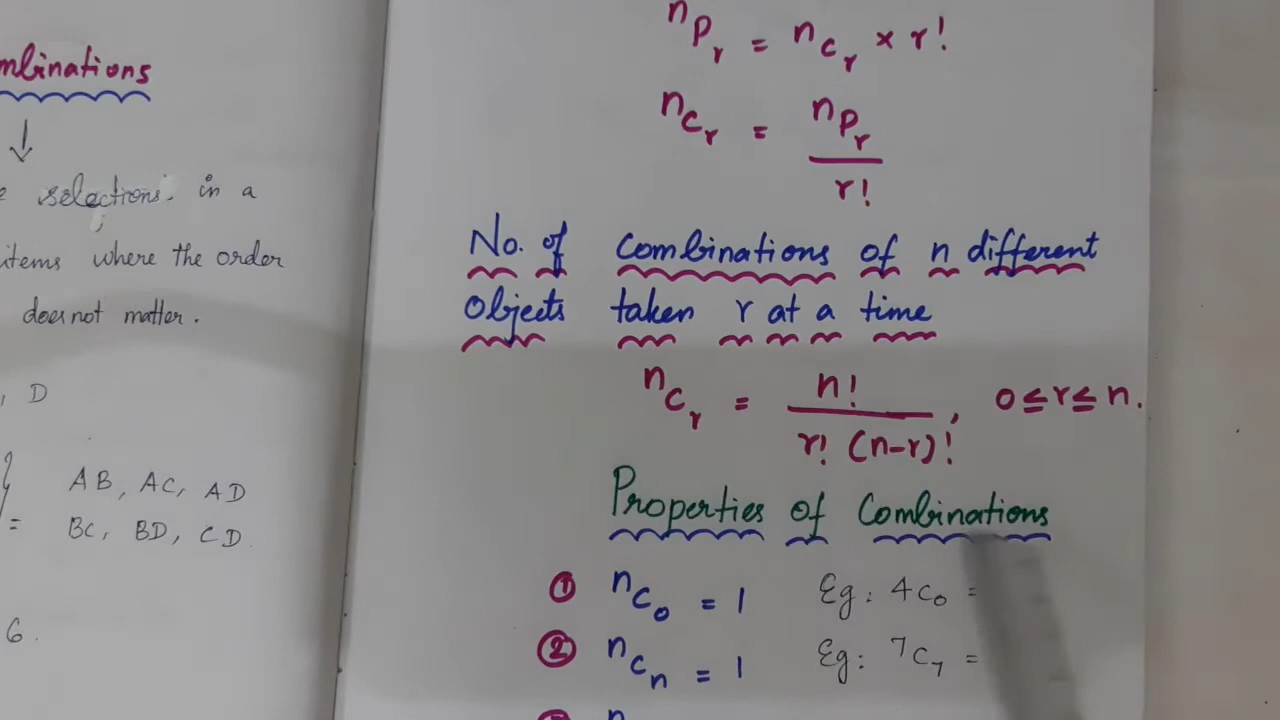 mbinations
selections. in a
items where the order
does not matter.
, D
AB, AC, AD
= BC, BD, CD
6.
nPr = nCr × r!
nCr = nPr / r!
No. of combinations of n different
objects taken r at a time
nCr = n! / r! (n-r)! , 0≤r≤n.
Properties of Combinations
① nC0 = 1 Eg: 4C0 =
② nCn = 1 Eg: 7C7 =